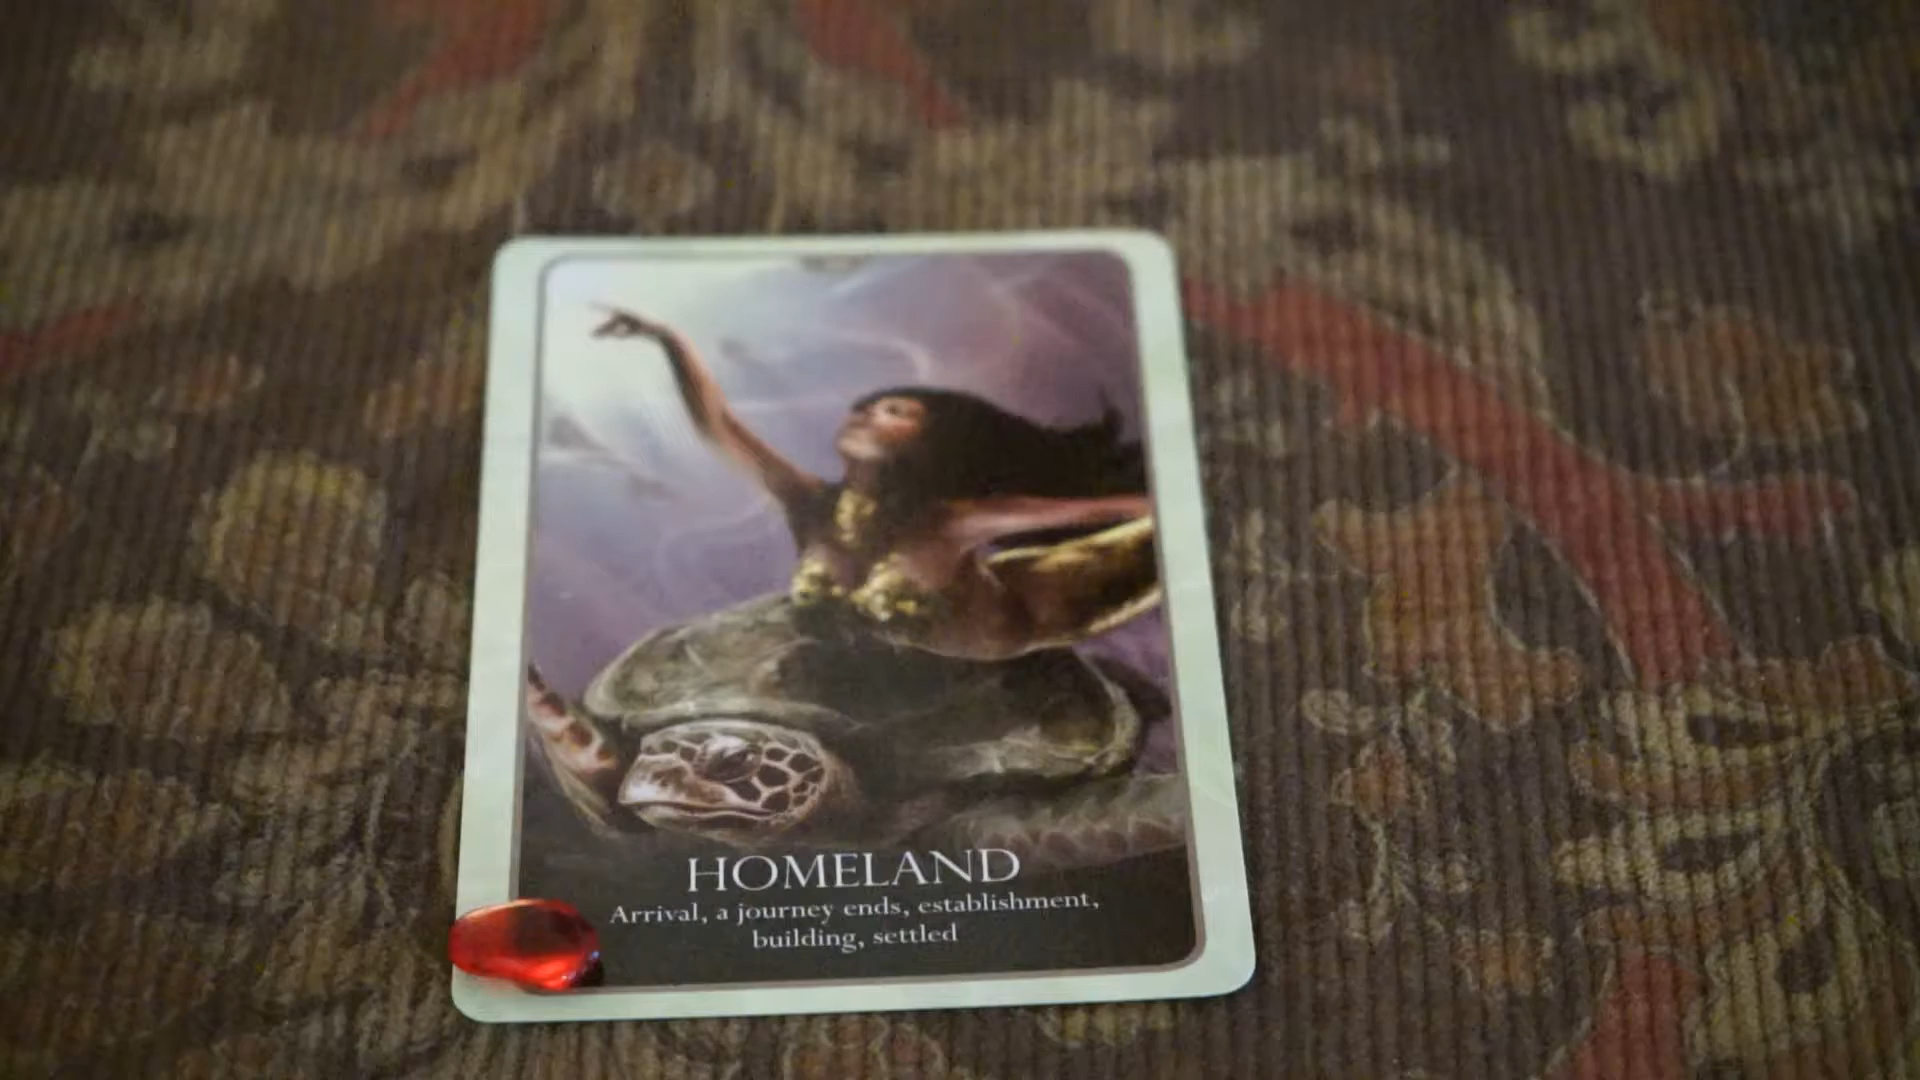 HOMELAND
Arrival, a journey ends, establishment,
building, settled